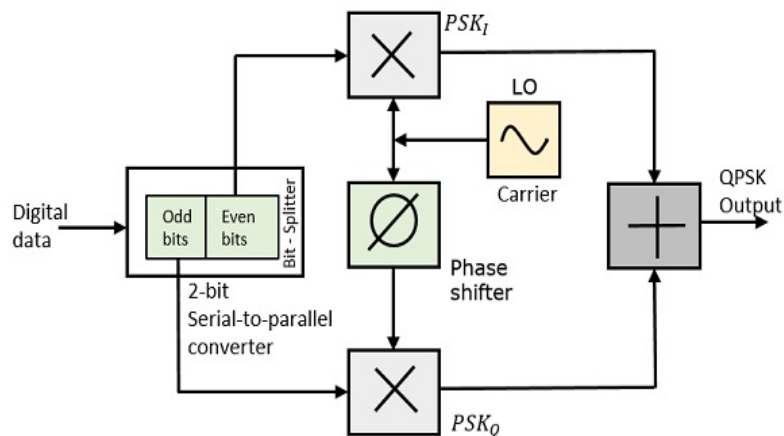 PSK_I
LO
Carrier
Digital
data
Odd
bits
Even
bits
Bit - Splitter
2-bit
Serial-to-parallel
converter
Phase
shifter
QPSK
Output
PSK_Q